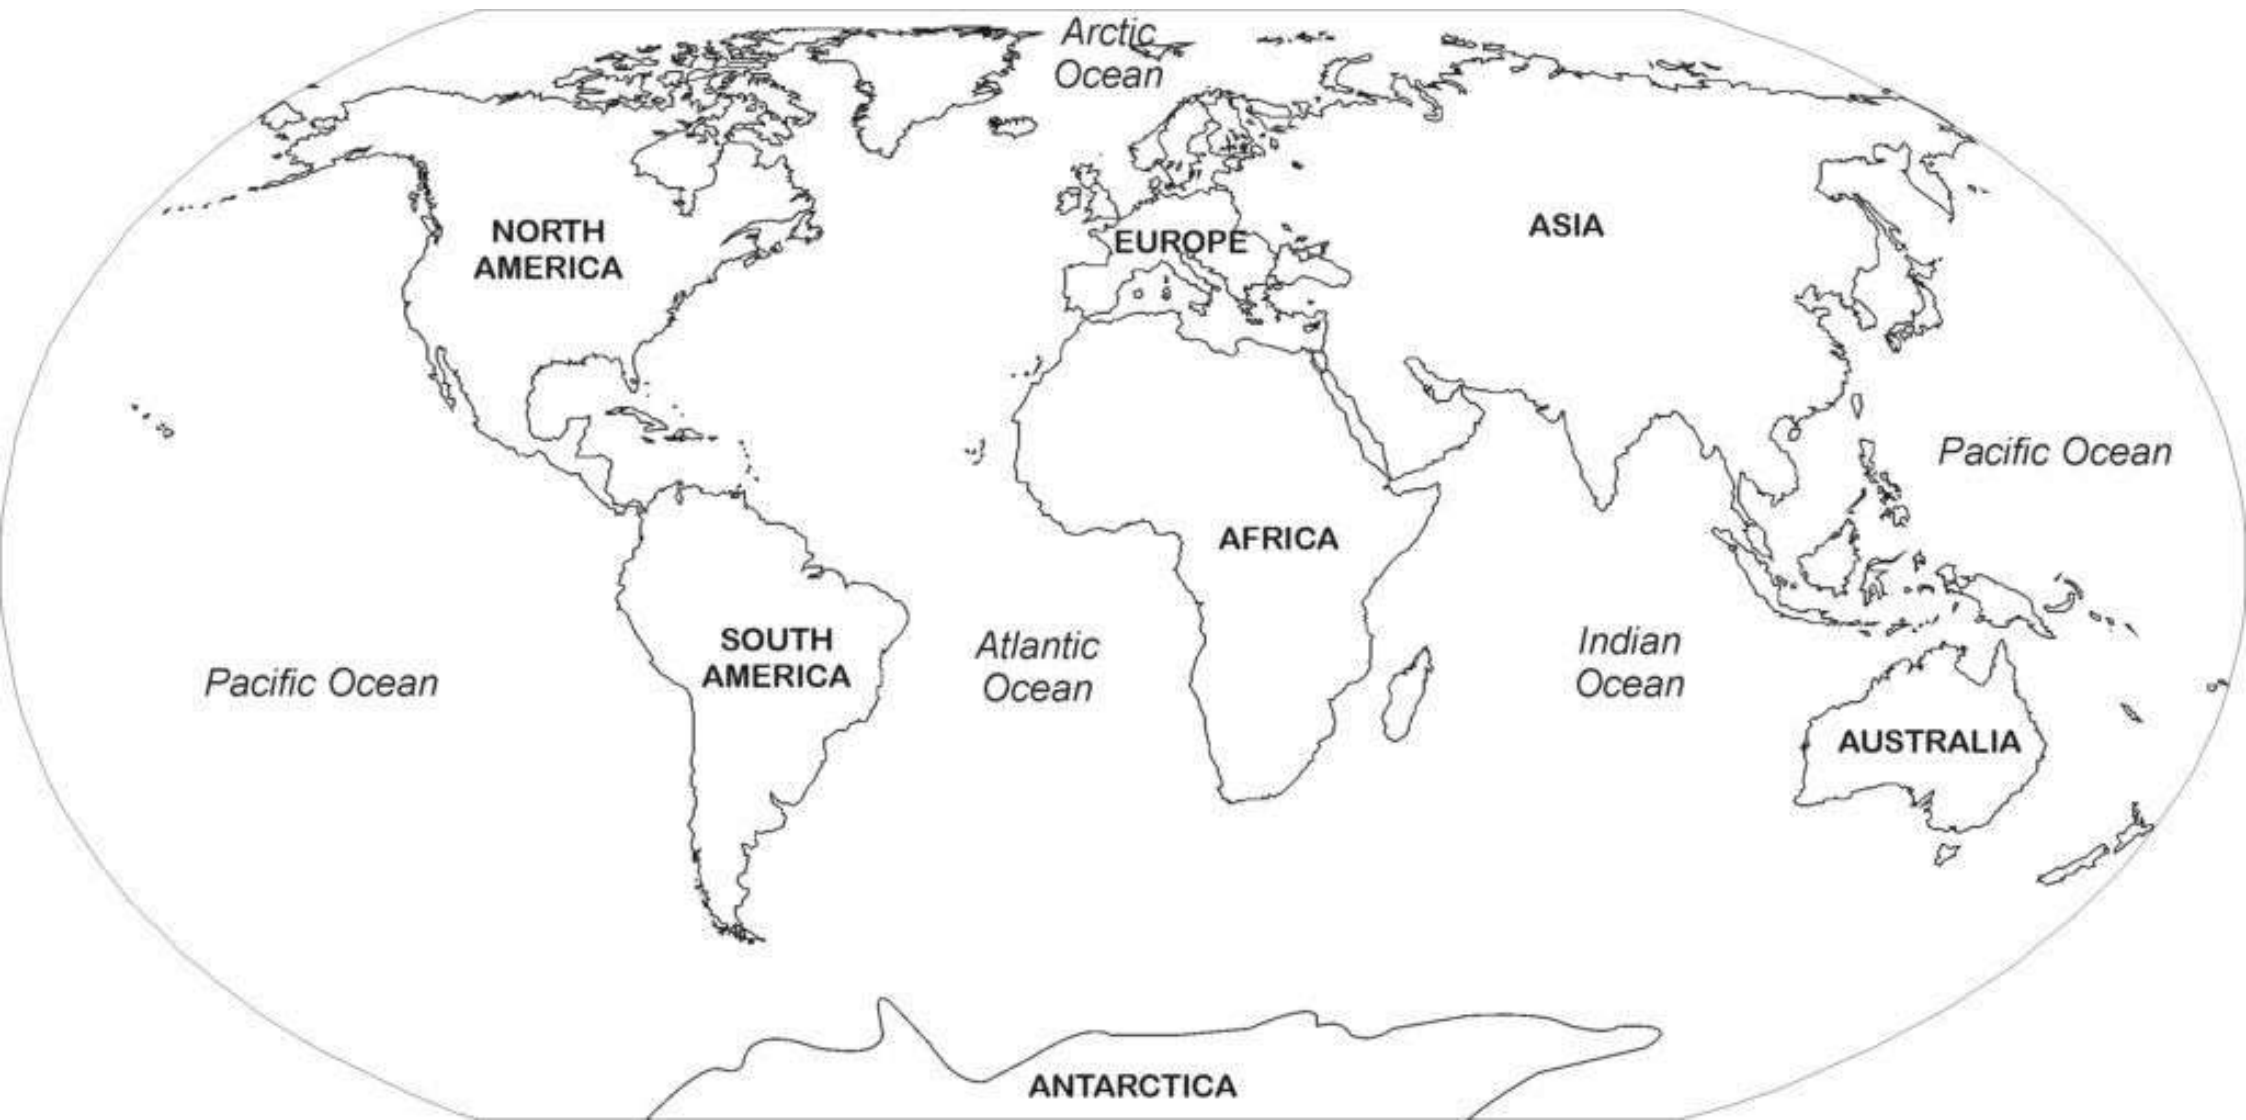 Arctic
Ocean
NORTH
AMERICA
EUROPE
ASIA
Pacific Ocean
AFRICA
SOUTH
AMERICA
Atlantic
Ocean
Indian
Ocean
Pacific Ocean
AUSTRALIA
ANTARCTICA